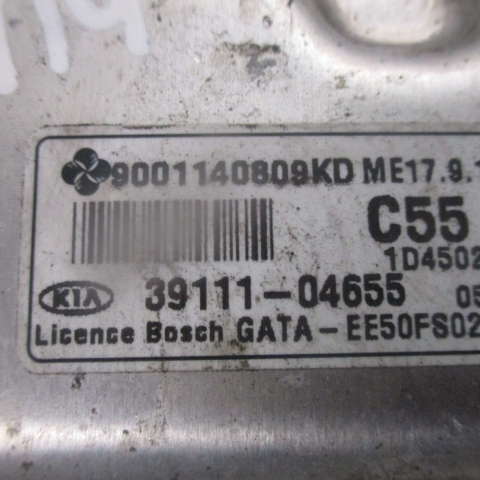 9001140809KD ME17.9.1
C55
1D4502
KIA 39111-04655 05
Licence Bosch GATA-EE50FS02